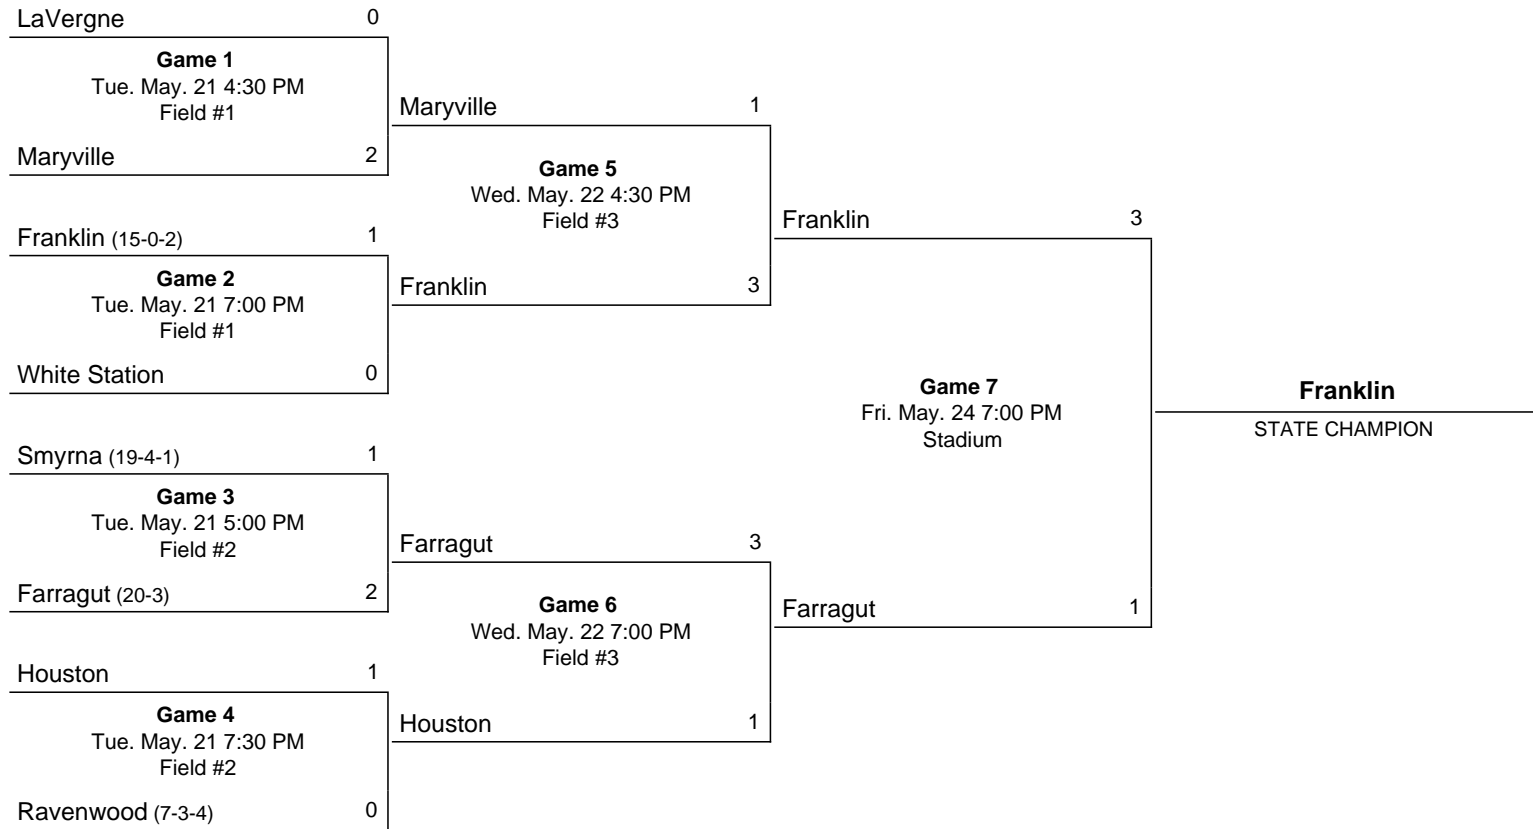 LaVergne 0
Game 1
Tue. May. 21 4:30 PM
Field #1
Maryville 2
Franklin (15-0-2) 1
Game 2
Tue. May. 21 7:00 PM
Field #1
White Station 0
Smyrna (19-4-1) 1
Game 3
Tue. May. 21 5:00 PM
Field #2
Farragut (20-3) 2
Houston 1
Game 4
Tue. May. 21 7:30 PM
Field #2
Ravenwood (7-3-4) 0
Maryville 1
Game 5
Wed. May. 22 4:30 PM
Field #3
Franklin 3
Farragut 3
Game 6
Wed. May. 22 7:00 PM
Field #3
Houston 1
Franklin 3
Game 7
Fri. May. 24 7:00 PM
Stadium
Farragut 1
Franklin
STATE CHAMPION